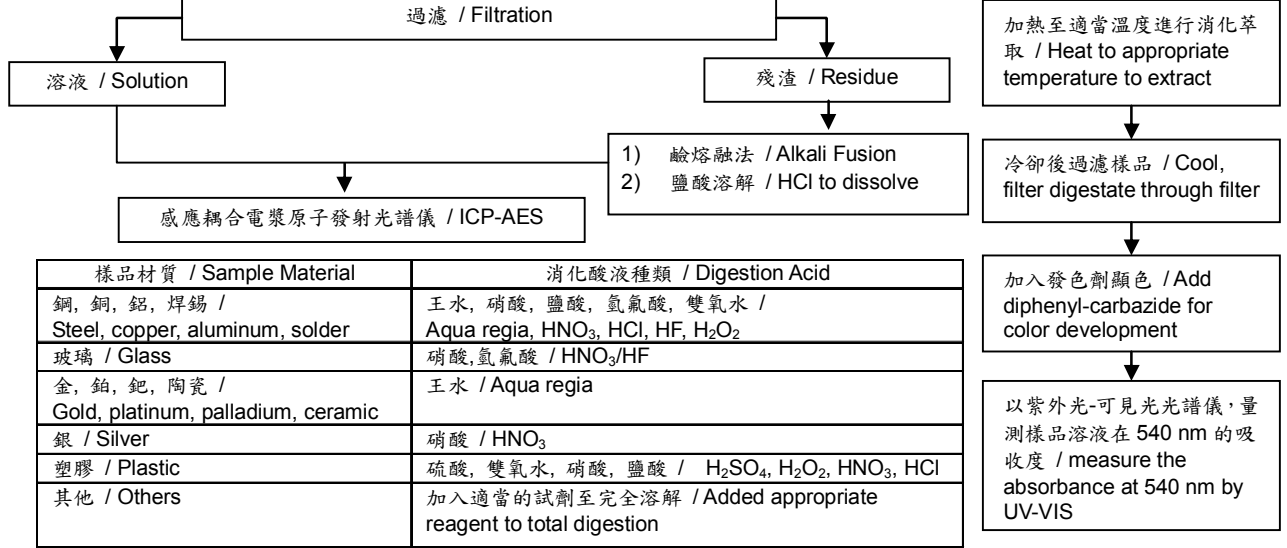 過濾 / Filtration
溶液 / Solution
殘渣 / Residue
1) 鹼熔融法 / Alkali Fusion
2) 鹽酸溶解 / HCl to dissolve
感應耦合電漿原子發射光譜儀 / ICP-AES
樣品材質 / Sample Material 消化酸液種類 / Digestion Acid
鋼, 銅, 鋁, 焊錫 / 王水, 硝酸, 鹽酸, 氫氟酸, 雙氧水 /
Steel, copper, aluminum, solder Aqua regia, HNO₃, HCl, HF, H₂O₂
玻璃 / Glass 硝酸,氫氟酸 / HNO₃/HF
金, 鉑, 鈀, 陶瓷 / 王水 / Aqua regia
Gold, platinum, palladium, ceramic
銀 / Silver 硝酸 / HNO₃
塑膠 / Plastic 硫酸, 雙氧水, 硝酸, 鹽酸 / H₂SO₄, H₂O₂, HNO₃, HCl
其他 / Others 加入適當的試劑至完全溶解 / Added appropriate
reagent to total digestion
加熱至適當溫度進行消化萃
取 / Heat to appropriate
temperature to extract
冷卻後過濾樣品 / Cool,
filter digestate through filter
加入發色劑顯色 / Add
diphenyl-carbazide for
color development
以紫外光-可見光光譜儀，量
測樣品溶液在 540 nm 的吸
收度 / measure the
absorbance at 540 nm by
UV-VIS